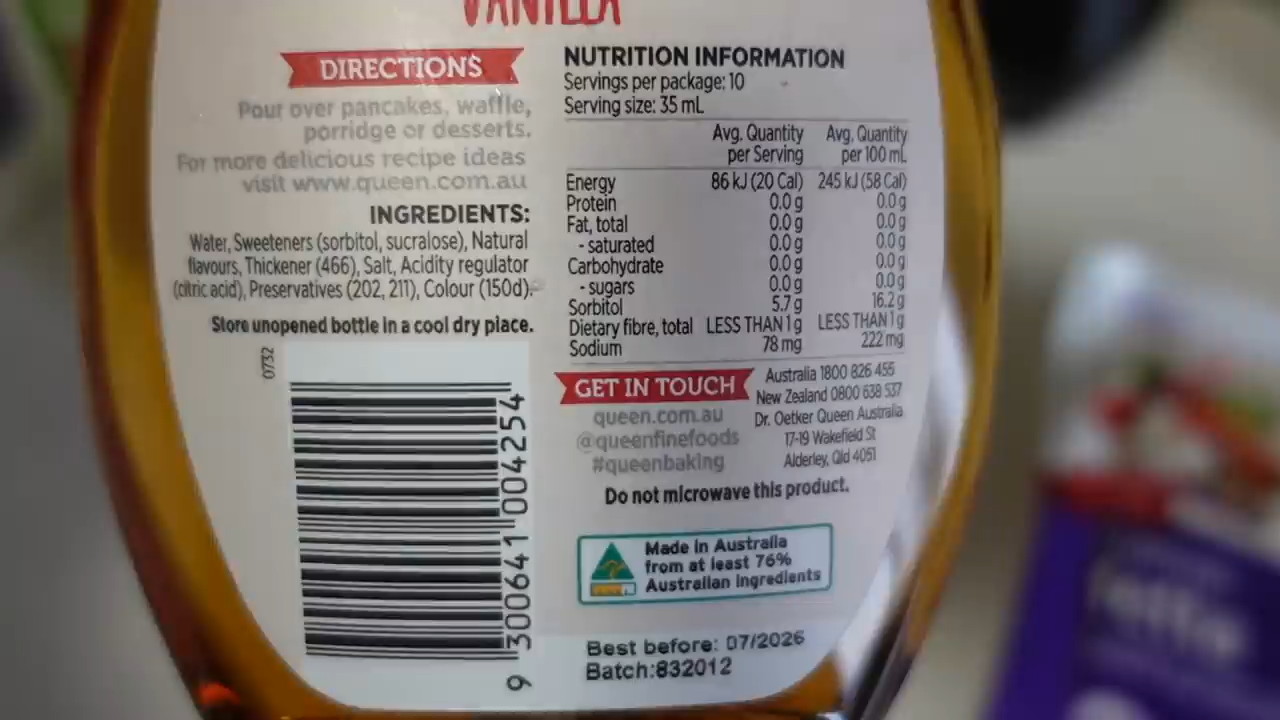 VANILLA
DIRECTIONS
Pour over pancakes, waffle,
porridge or desserts.
For more delicious recipe ideas
visit www.queen.com.au
INGREDIENTS:
Water, Sweeteners (sorbitol, sucralose), Natural
flavours, Thickener (466), Salt, Acidity regulator
(citric acid), Preservatives (202, 211), Colour (150d).
Store unopened bottle in a cool dry place.
0732
9 300641 004254
NUTRITION INFORMATION
Servings per package: 10
Serving size: 35 mL
Avg. Quantity Avg. Quantity
per Serving per 100 mL
Energy 86 kJ (20 Cal) 245 kJ (58 Cal)
Protein 0.0 g 0.0 g
Fat, total 0.0 g 0.0 g
- saturated 0.0 g 0.0 g
Carbohydrate 0.0 g 0.0 g
- sugars 0.0 g 0.0 g
Sorbitol 5.7 g 16.2 g
Dietary fibre, total LESS THAN 1 g LESS THAN 1 g
Sodium 78 mg 222 mg
GET IN TOUCH
queen.com.au
@queenfinefoods
#queenbaking
Australia 1800 826 455
New Zealand 0800 638 537
Dr. Oetker Queen Australia
17-19 Wakefield St
Alderley, Qld 4051
Do not microwave this product.
Made in Australia
from at least 76%
Australian ingredients
Best before: 07/2026
Batch:832012